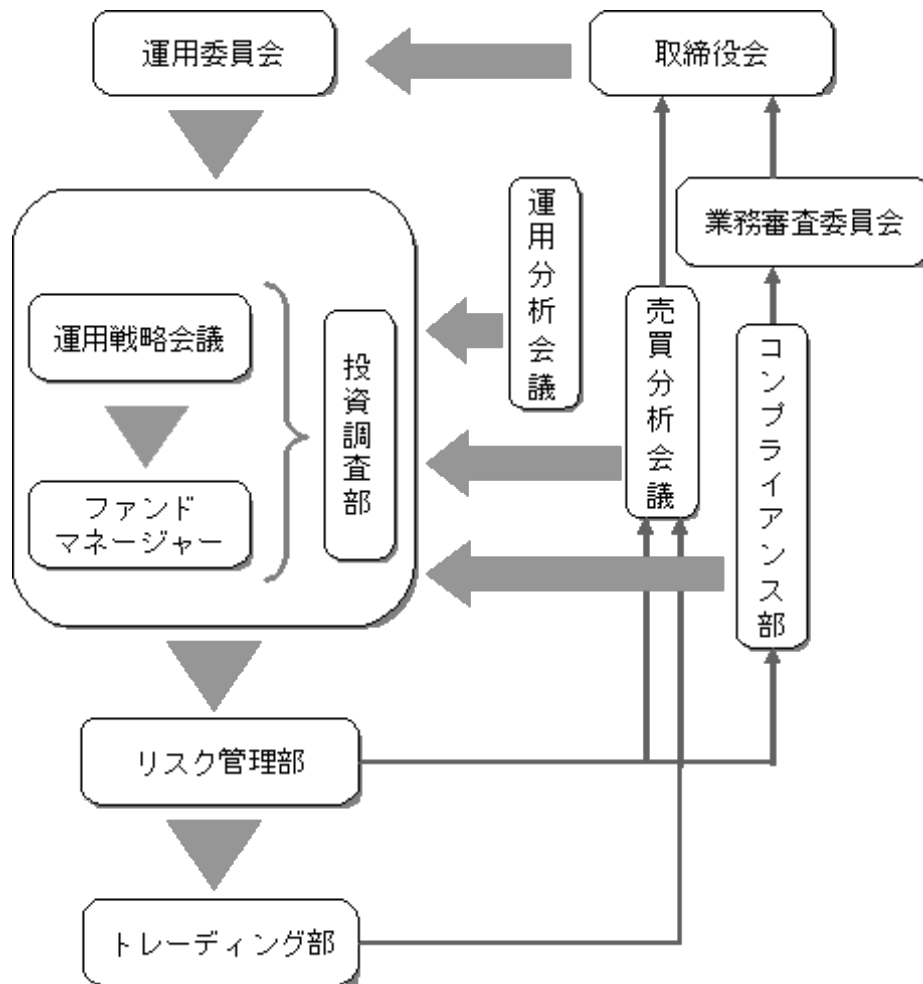 運用委員会
取締役会
運用分析会議
業務審査委員会
運用戦略会議
投資調査部
売買分析会議
コンプライアンス部
ファンド
マネージャー
リスク管理部
トレーディング部